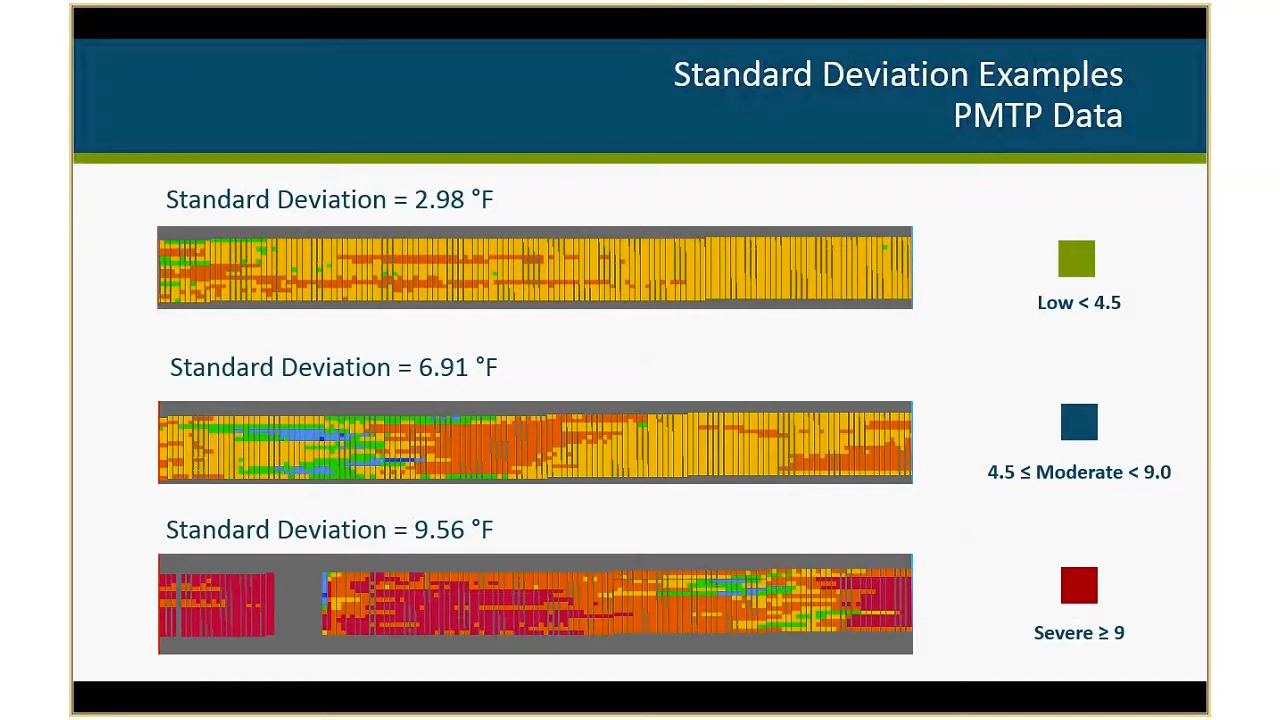 Standard Deviation Examples
PMTP Data
Standard Deviation = 2.98 °F
Low < 4.5
Standard Deviation = 6.91 °F
4.5 ≤ Moderate < 9.0
Standard Deviation = 9.56 °F
Severe ≥ 9